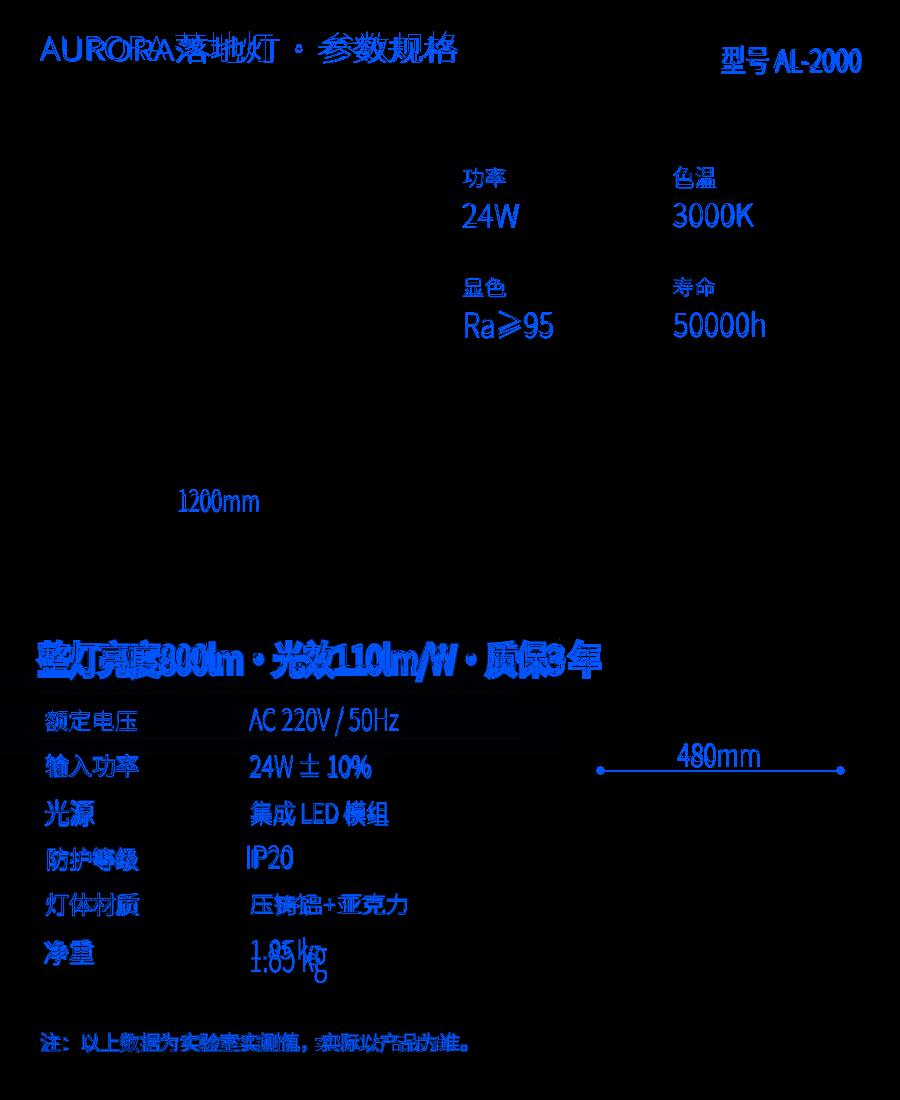 AURORA落地灯 · 参数规格
型号 AL-2000
功率
24W
色温
3000K
显色
Ra≥95
寿命
50000h
1200mm
整灯亮度800lm · 光效110lm/W · 质保3年
额定电压 AC 220V / 50Hz
输入功率 24W ± 10%
480mm
光源 集成 LED 模组
防护等级 IP20
灯体材质 压铸铝+亚克力
净重 1.85 kg
注：以上数据为实验室实测值，实际以产品为准。